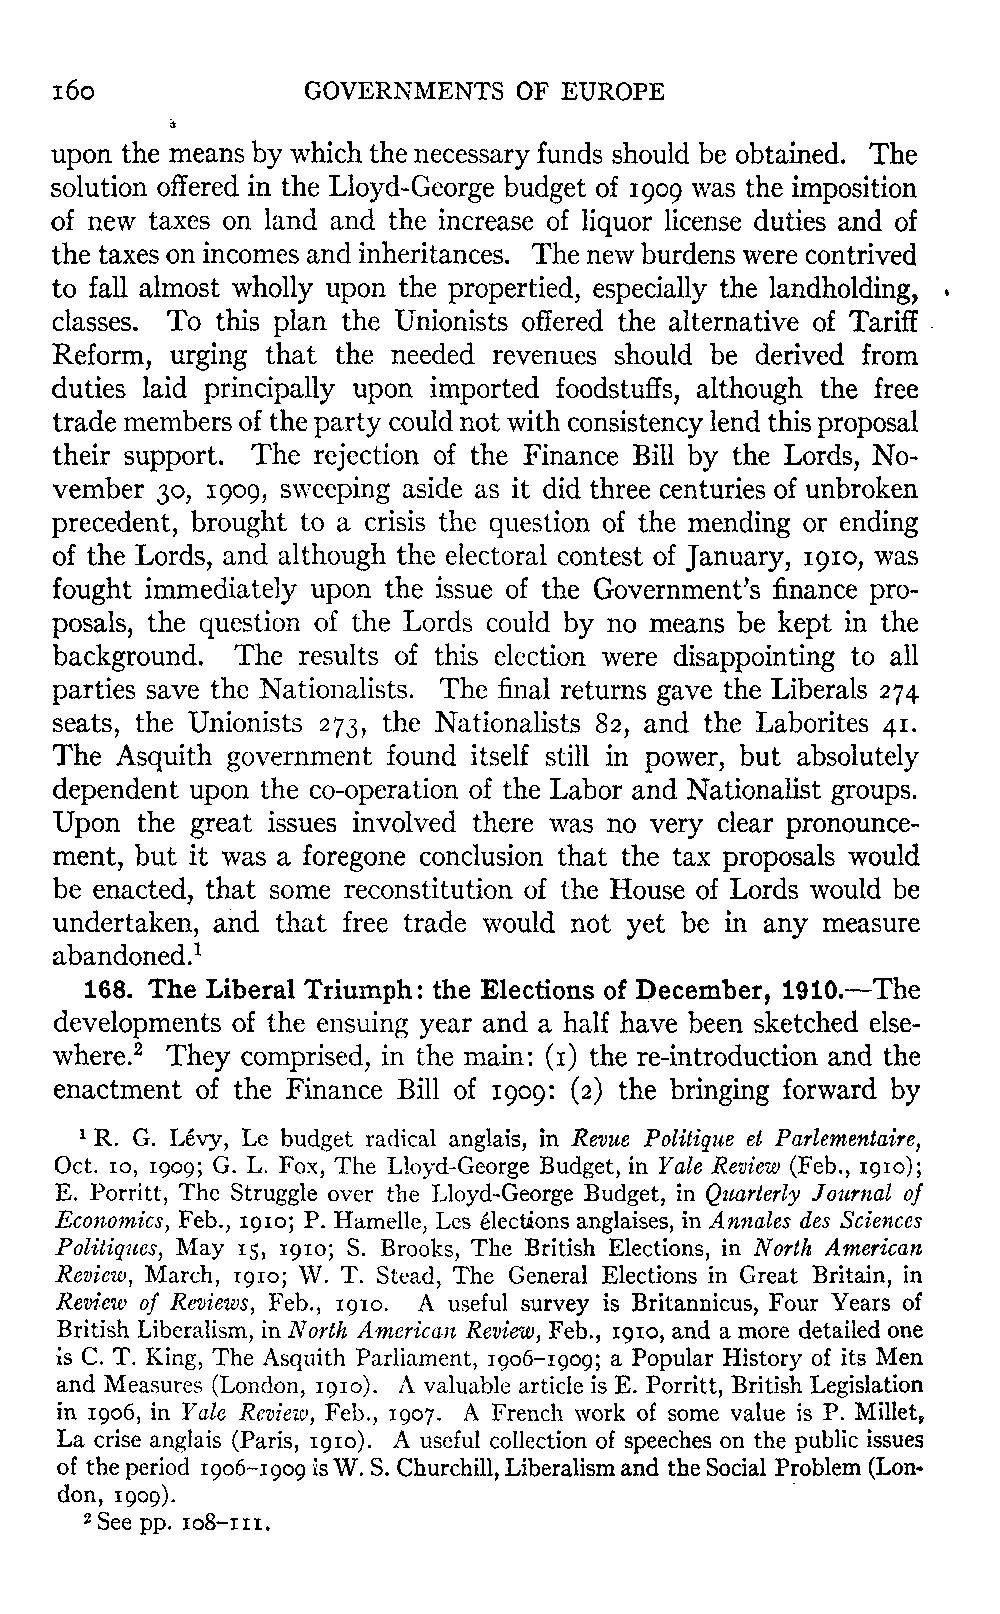 160 GOVERNMENTS OF EUROPE
upon the means by which the necessary funds should be obtained. The
solution offered in the Lloyd-George budget of 1909 was the imposition
of new taxes on land and the increase of liquor license duties and of
the taxes on incomes and inheritances. The new burdens were contrived
to fall almost wholly upon the propertied, especially the landholding,
classes. To this plan the Unionists offered the alternative of Tariff
Reform, urging that the needed revenues should be derived from
duties laid principally upon imported foodstuffs, although the free
trade members of the party could not with consistency lend this proposal
their support. The rejection of the Finance Bill by the Lords, No-
vember 30, 1909, sweeping aside as it did three centuries of unbroken
precedent, brought to a crisis the question of the mending or ending
of the Lords, and although the electoral contest of January, 1910, was
fought immediately upon the issue of the Government's finance pro-
posals, the question of the Lords could by no means be kept in the
background. The results of this election were disappointing to all
parties save the Nationalists. The final returns gave the Liberals 274
seats, the Unionists 273, the Nationalists 82, and the Laborites 41.
The Asquith government found itself still in power, but absolutely
dependent upon the co-operation of the Labor and Nationalist groups.
Upon the great issues involved there was no very clear pronounce-
ment, but it was a foregone conclusion that the tax proposals would
be enacted, that some reconstitution of the House of Lords would be
undertaken, and that free trade would not yet be in any measure
abandoned.¹
168. The Liberal Triumph: the Elections of December, 1910.—The
developments of the ensuing year and a half have been sketched else-
where.² They comprised, in the main: (1) the re-introduction and the
enactment of the Finance Bill of 1909: (2) the bringing forward by
¹ R. G. Lévy, Le budget radical anglais, in Revue Politique et Parlementaire,
Oct. 10, 1909; G. L. Fox, The Lloyd-George Budget, in Yale Review (Feb., 1910);
E. Porritt, The Struggle over the Lloyd-George Budget, in Quarterly Journal of
Economics, Feb., 1910; P. Hamelle, Les élections anglaises, in Annales des Sciences
Politiques, May 15, 1910; S. Brooks, The British Elections, in North American
Review, March, 1910; W. T. Stead, The General Elections in Great Britain, in
Review of Reviews, Feb., 1910. A useful survey is Britannicus, Four Years of
British Liberalism, in North American Review, Feb., 1910, and a more detailed one
is C. T. King, The Asquith Parliament, 1906–1909; a Popular History of its Men
and Measures (London, 1910). A valuable article is E. Porritt, British Legislation
in 1906, in Yale Review, Feb., 1907. A French work of some value is P. Millet,
La crise anglais (Paris, 1910). A useful collection of speeches on the public issues
of the period 1906–1909 is W. S. Churchill, Liberalism and the Social Problem (Lon-
don, 1909).
² See pp. 108–111.